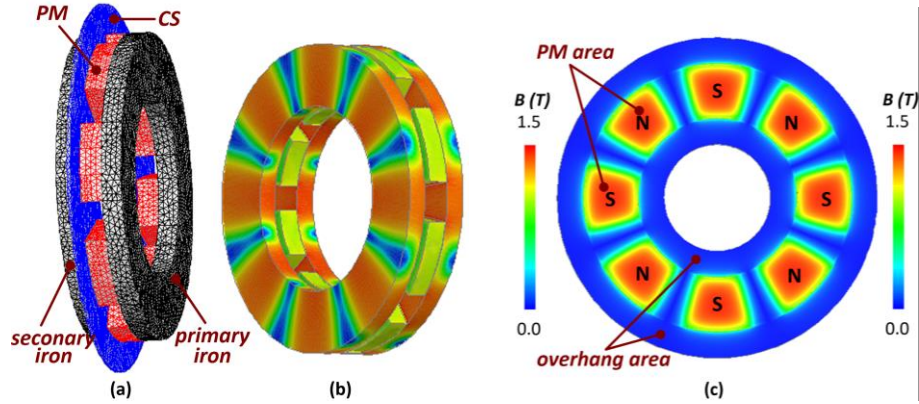 PM
CS
seconary
iron
primary
iron
(a)
(b)
PM area
B (T)
1.5
0.0
S
N
N
S
S
N
N
S
B (T)
1.5
0.0
overhang area
(c)